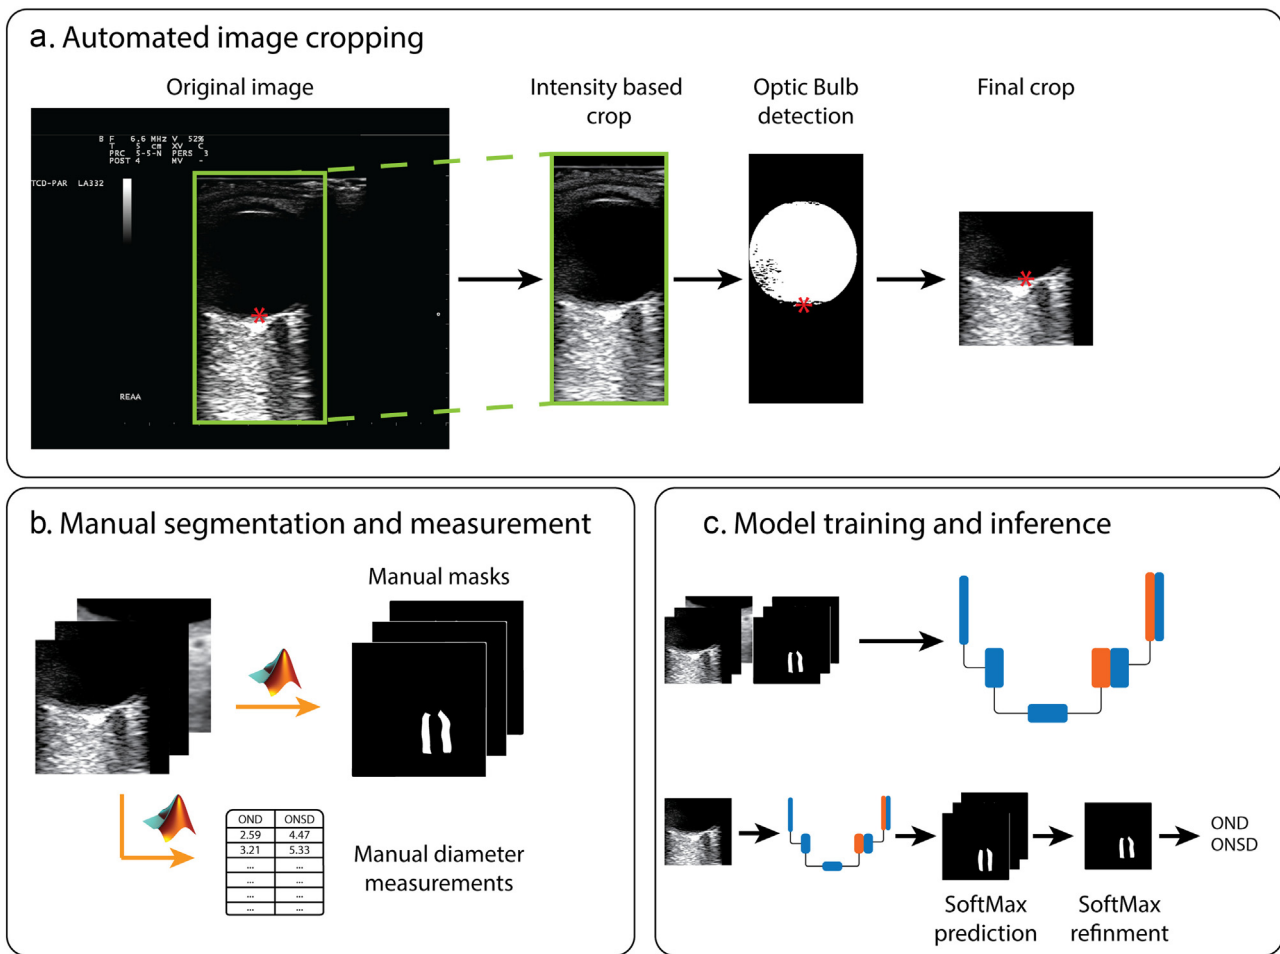 a. Automated image cropping
Original image
Intensity based
crop
Optic Bulb
detection
Final crop
B F 6.6 MHz V 52%
T 5 cm XV C
PRC 5-5-N PERS 3
POST 4 MV -
TCD-PAR LA332
REAA
b. Manual segmentation and measurement
Manual masks
OND ONSD
2.59 4.47
3.21 5.33
... ...
... ...
... ...
... ...
Manual diameter
measurements
c. Model training and inference
OND
ONSD
SoftMax
prediction
SoftMax
refinment